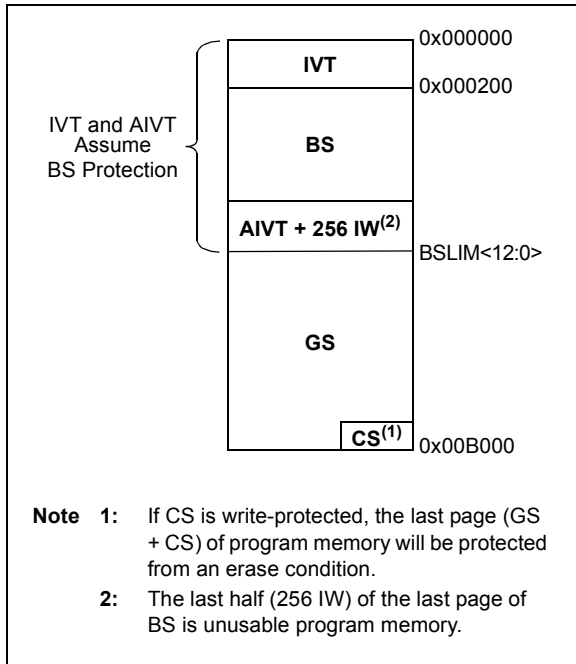 0x000000
IVT
0x000200
IVT and AIVT
Assume
BS Protection
BS
AIVT + 256 IW(2)
BSLIM<12:0>
GS
CS(1)
0x00B000
Note 1: If CS is write-protected, the last page (GS
+ CS) of program memory will be protected
from an erase condition.
2: The last half (256 IW) of the last page of
BS is unusable program memory.